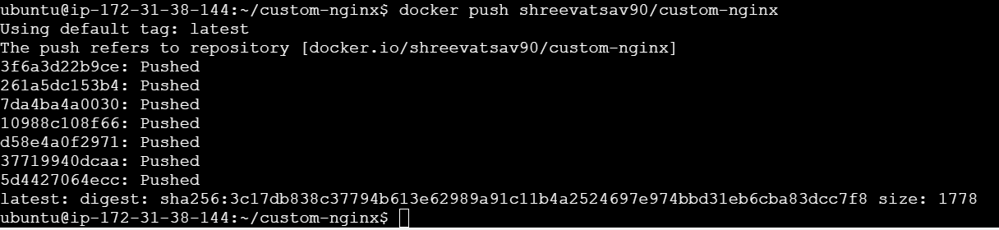 ubuntu@ip-172-31-38-144:~/custom-nginx$ docker push shreevatsav90/custom-nginx
Using default tag: latest
The push refers to repository [docker.io/shreevatsav90/custom-nginx]
3f6a3d22b9ce: Pushed
261a5dc153b4: Pushed
7da4ba4a0030: Pushed
10988c108f66: Pushed
d58e4a0f2971: Pushed
37719940dcaa: Pushed
5d4427064ecc: Pushed
latest: digest: sha256:3c17db838c37794b613e62989a91c11b4a2524697e974bbd31eb6cba83dcc7f8 size: 1778
ubuntu@ip-172-31-38-144:~/custom-nginx$